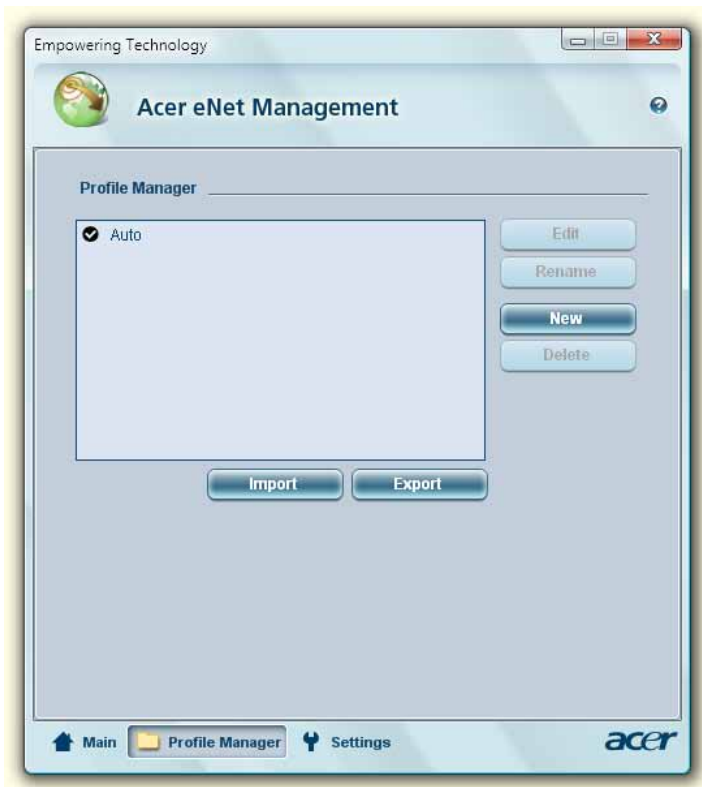 Empowering Technology
Acer eNet Management
Profile Manager
Auto
Edit
Rename
New
Delete
Import
Export
Main
Profile Manager
Settings
acer